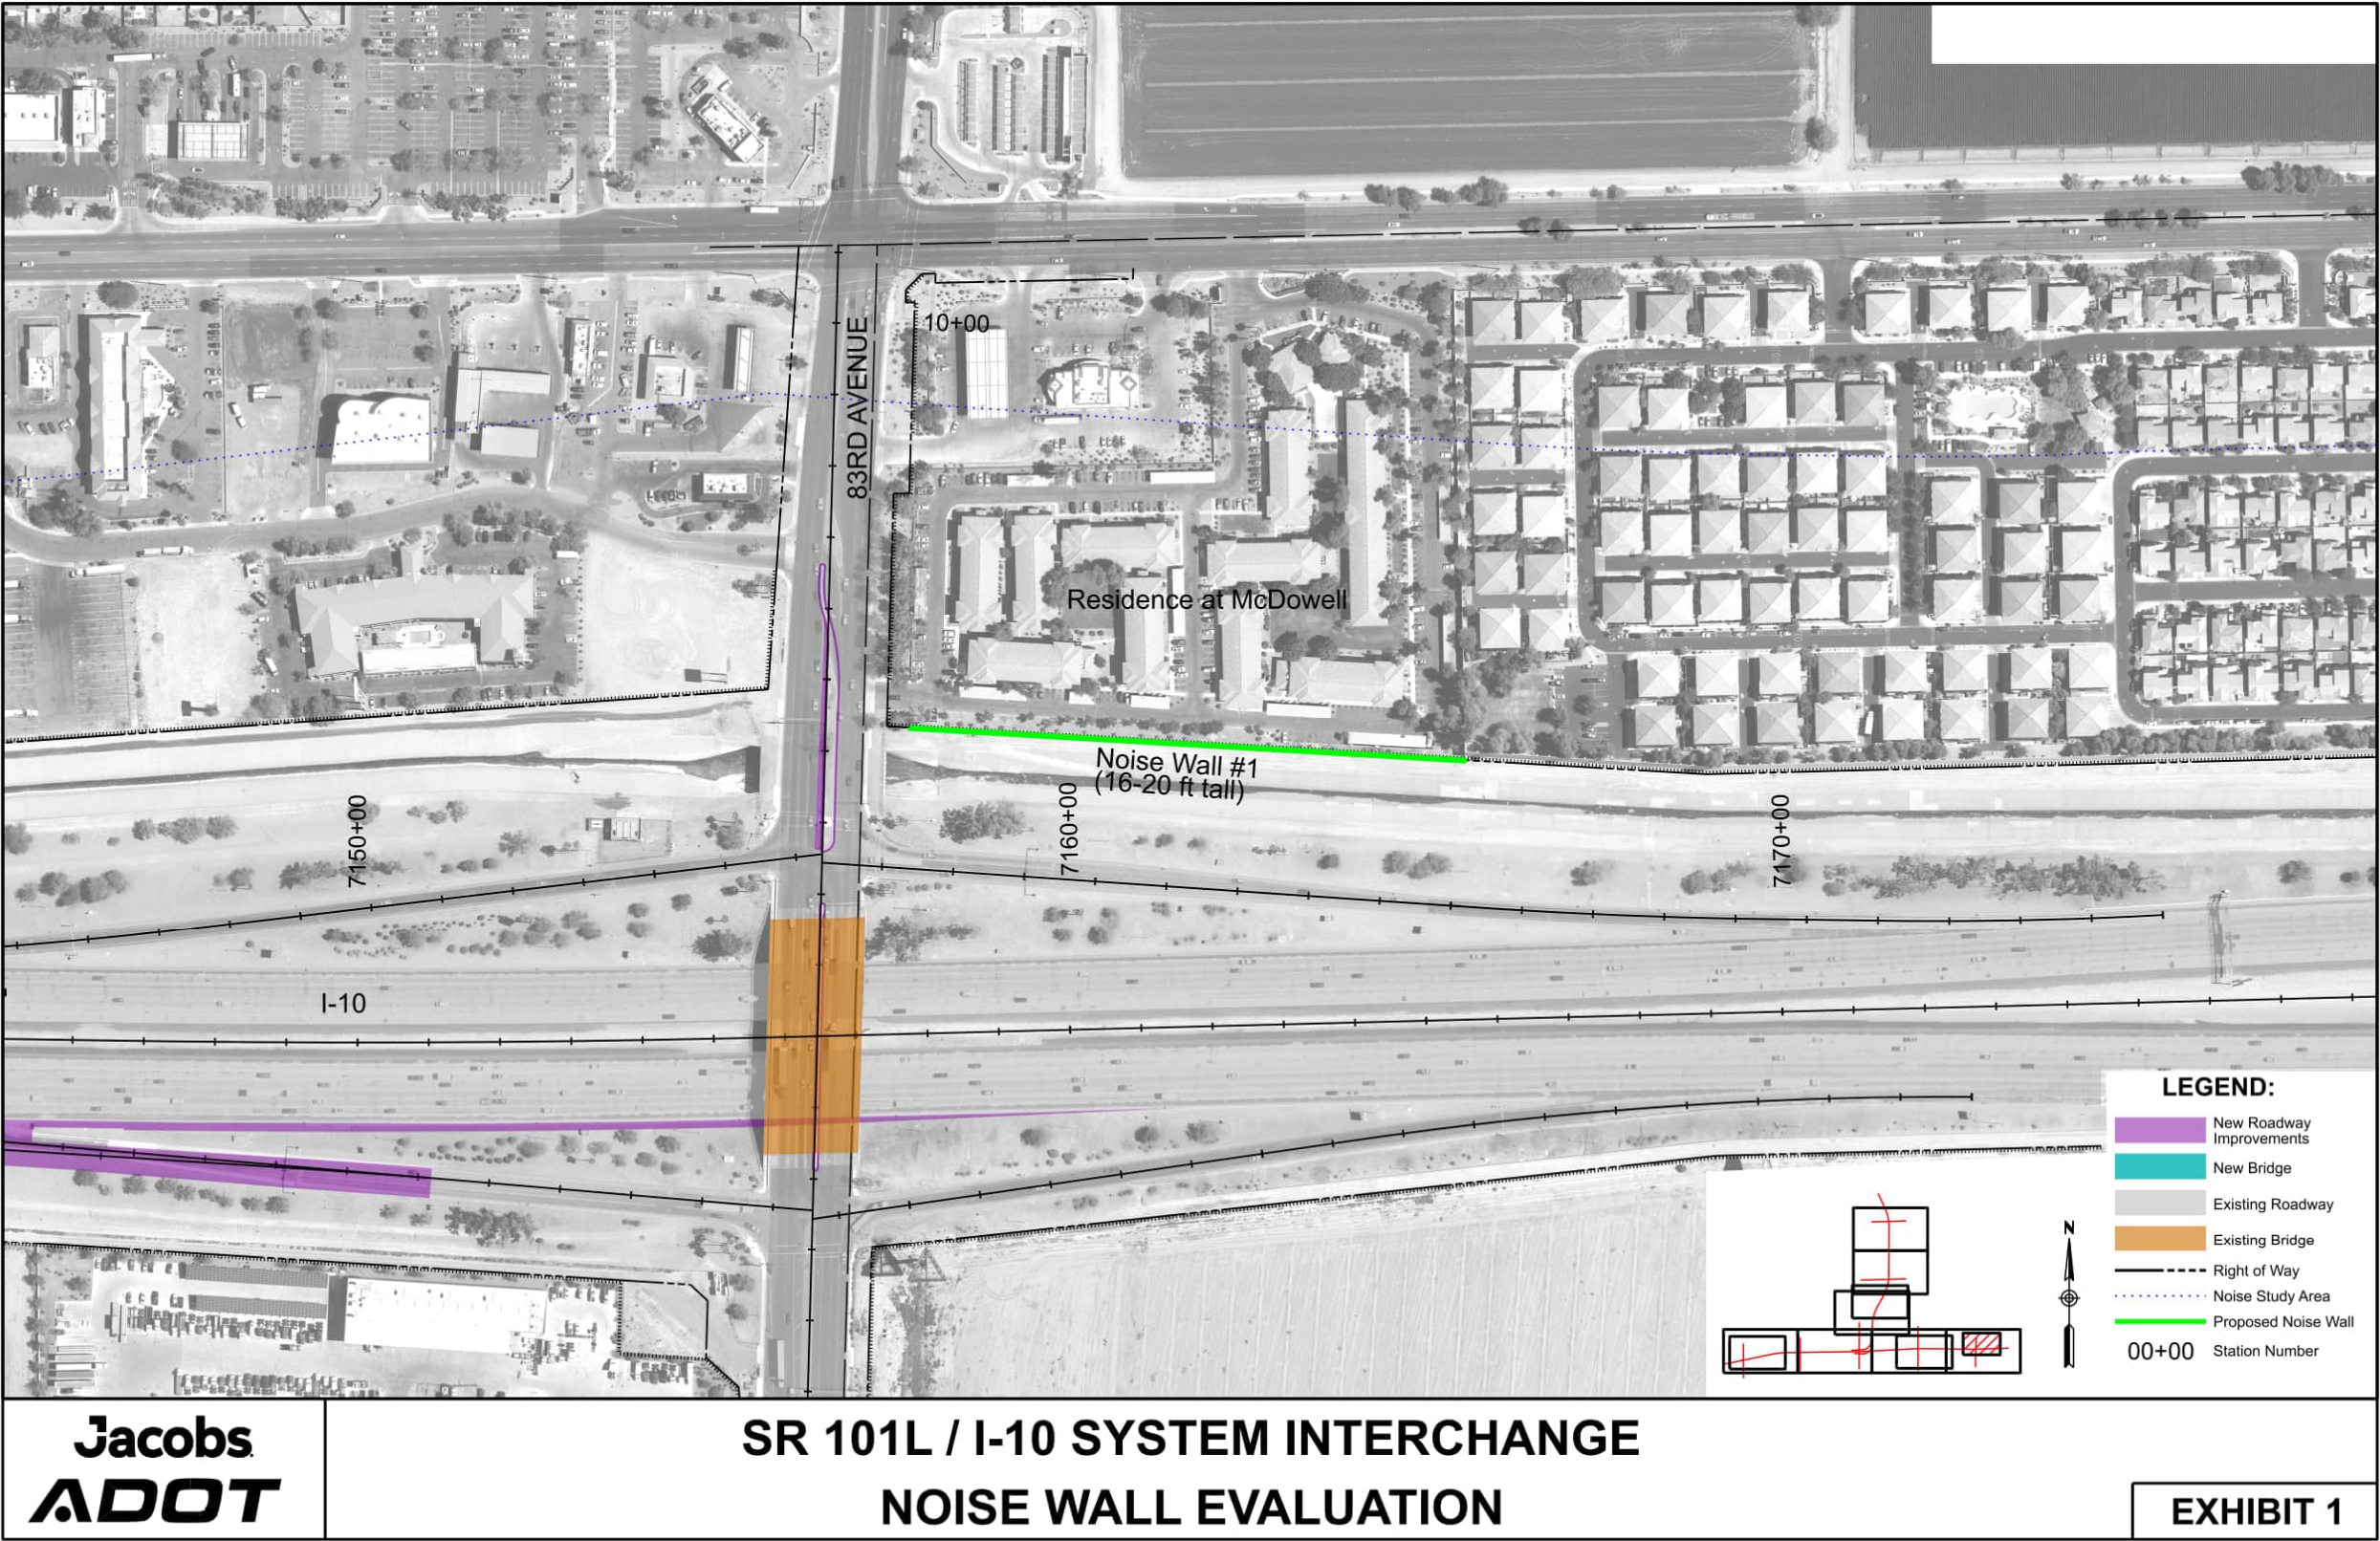 10+00
83RD AVENUE
Residence at McDowell
Noise Wall #1
(16-20 ft tall)
7150+00
7160+00
7170+00
I-10
LEGEND:
New Roadway
Improvements
New Bridge
Existing Roadway
Existing Bridge
Right of Way
Noise Study Area
Proposed Noise Wall
00+00 Station Number
N
Jacobs
ADOT
SR 101L / I-10 SYSTEM INTERCHANGE
NOISE WALL EVALUATION
EXHIBIT 1